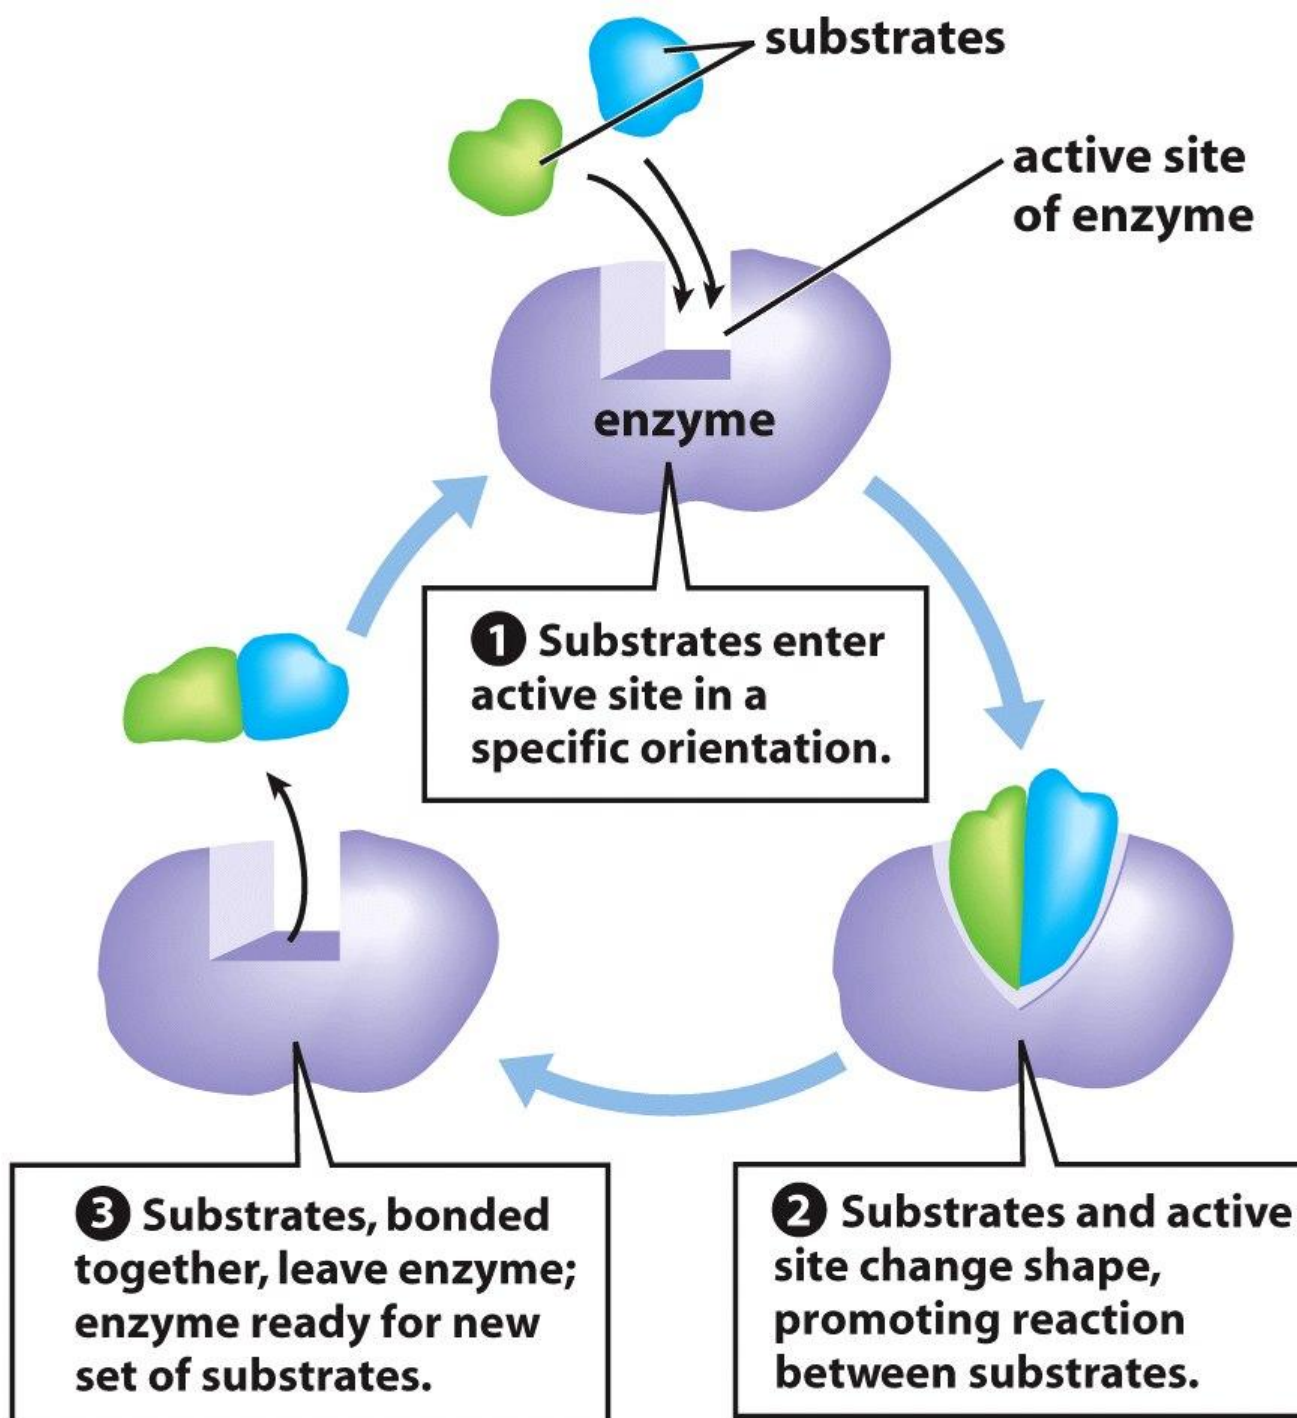 substrates
active site
of enzyme
enzyme
1 Substrates enter
active site in a
specific orientation.
3 Substrates, bonded
together, leave enzyme;
enzyme ready for new
set of substrates.
2 Substrates and active
site change shape,
promoting reaction
between substrates.